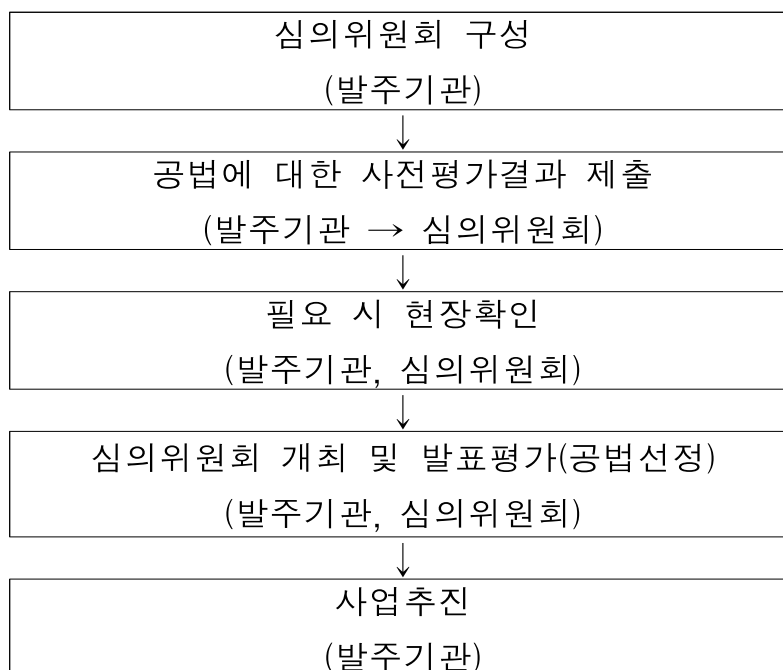 심의위원회 구성
(발주기관)
공법에 대한 사전평가결과 제출
(발주기관 → 심의위원회)
필요 시 현장확인
(발주기관, 심의위원회)
심의위원회 개최 및 발표평가(공법선정)
(발주기관, 심의위원회)
사업추진
(발주기관)